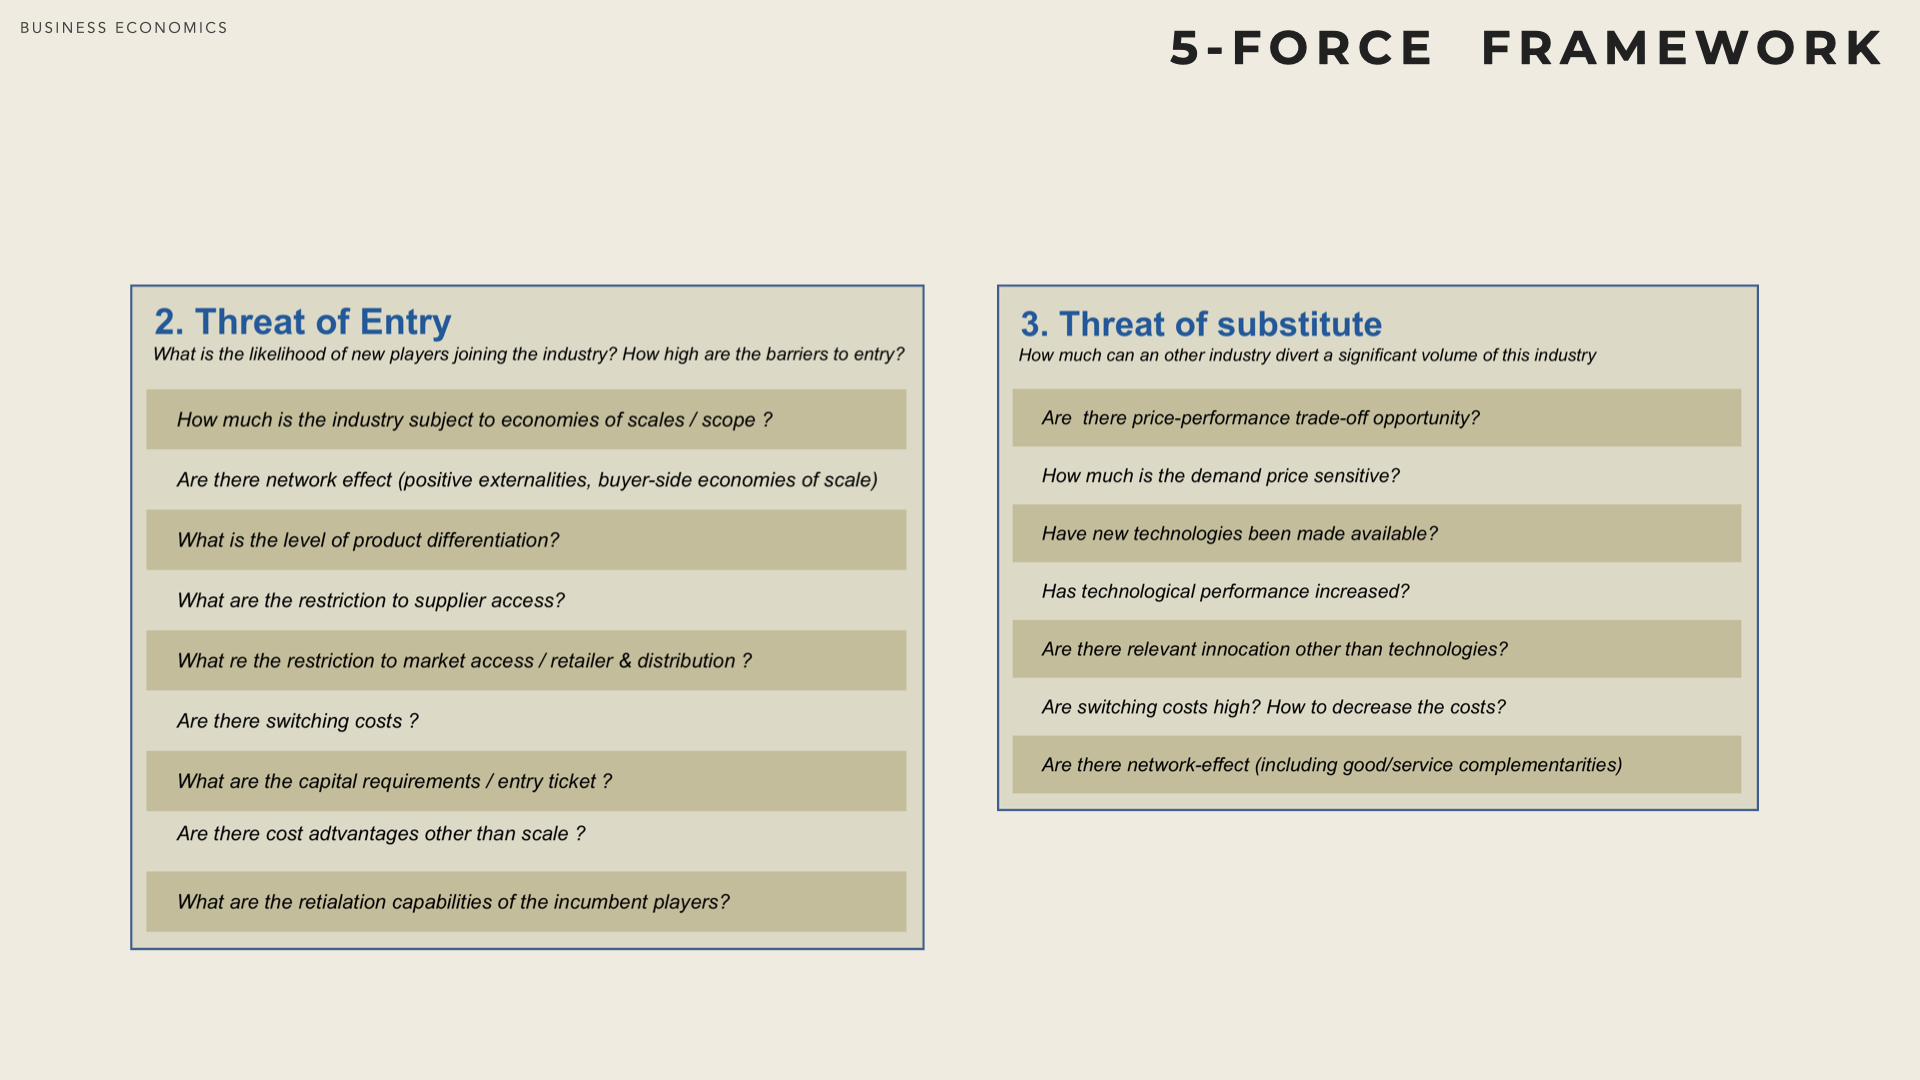 BUSINESS ECONOMICS
5-FORCE FRAMEWORK
2. Threat of Entry
What is the likelihood of new players joining the industry? How high are the barriers to entry?
How much is the industry subject to economies of scales / scope ?
Are there network effect (positive externalities, buyer-side economies of scale)
What is the level of product differentiation?
What are the restriction to supplier access?
What re the restriction to market access / retailer & distribution ?
Are there switching costs ?
What are the capital requirements / entry ticket ?
Are there cost adtvantages other than scale ?
What are the retialation capabilities of the incumbent players?
3. Threat of substitute
How much can an other industry divert a significant volume of this industry
Are  there price-performance trade-off opportunity?
How much is the demand price sensitive?
Have new technologies been made available?
Has technological performance increased?
Are there relevant innocation other than technologies?
Are switching costs high? How to decrease the costs?
Are there network-effect (including good/service complementarities)